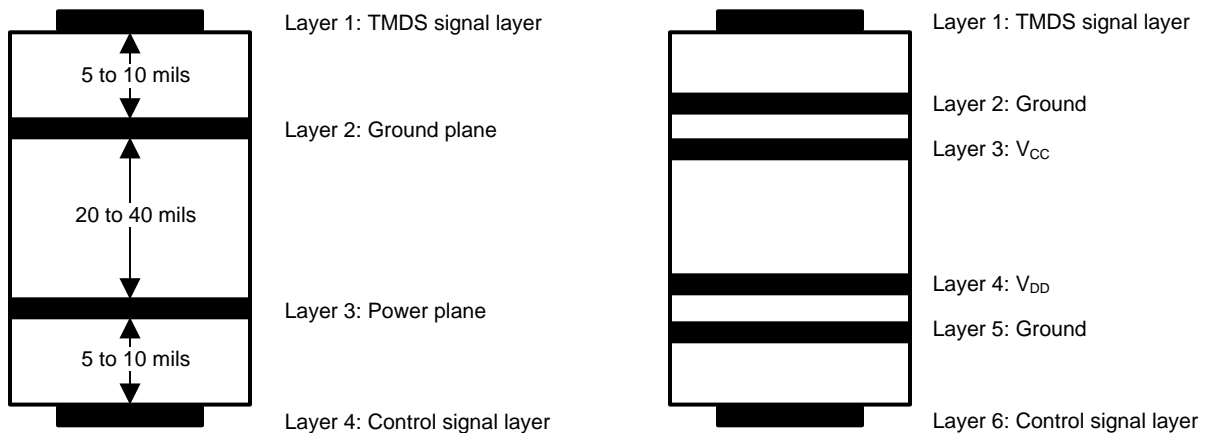 Layer 1: TMDS signal layer
5 to 10 mils
Layer 2: Ground plane
20 to 40 mils
Layer 3: Power plane
5 to 10 mils
Layer 4: Control signal layer
Layer 1: TMDS signal layer
Layer 2: Ground
Layer 3: VCC
Layer 4: VDD
Layer 5: Ground
Layer 6: Control signal layer